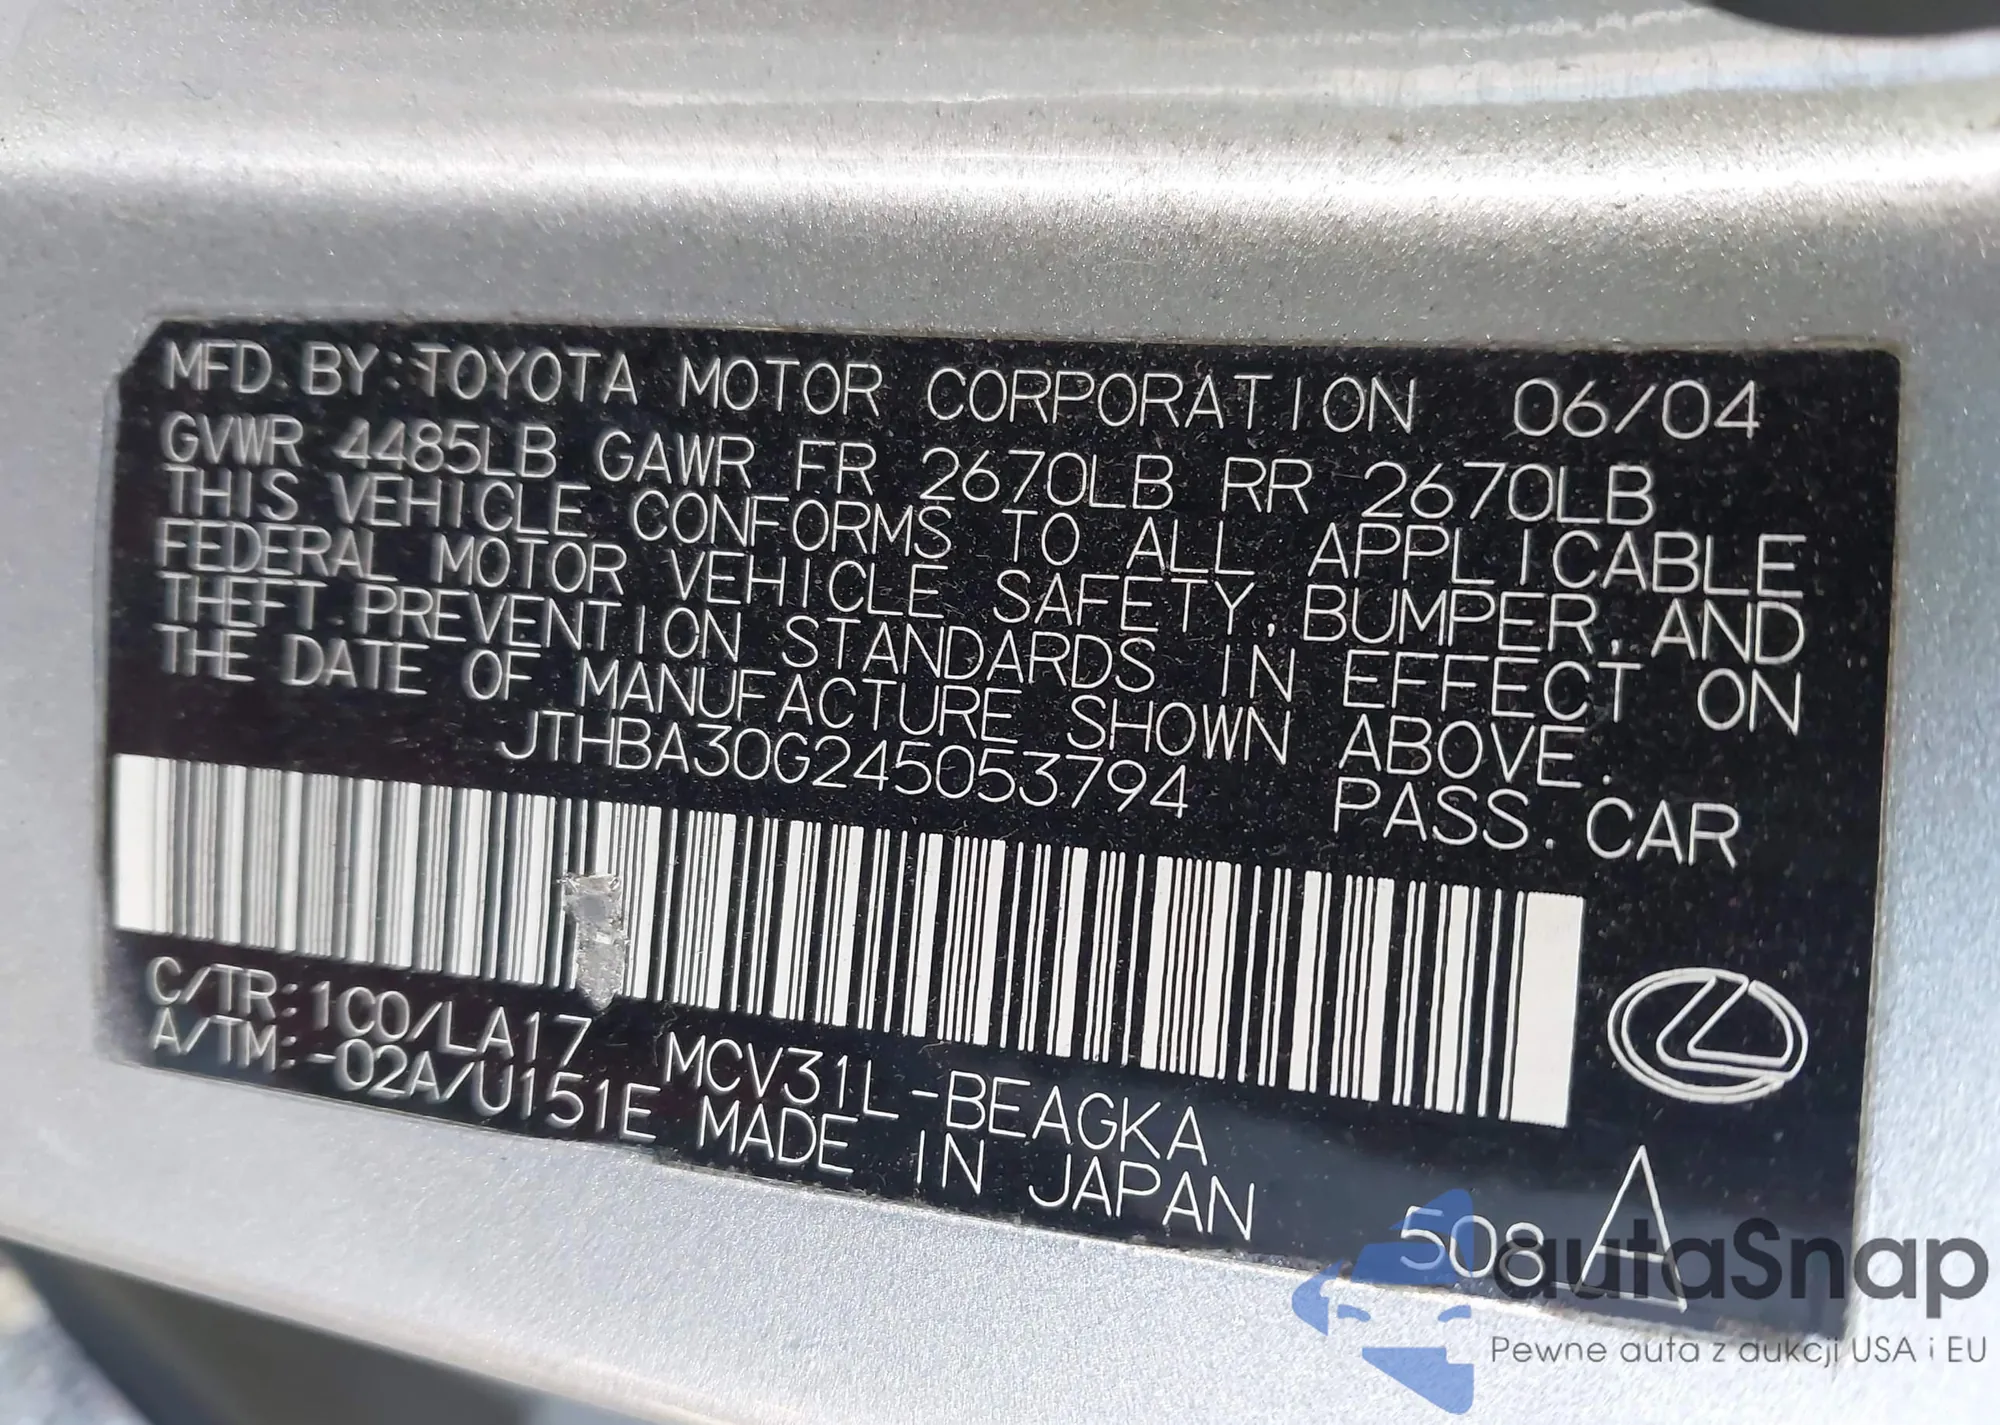 MFD. BY: TOYOTA MOTOR CORPORATION 06/04
GVWR 4485LB GAWR FR 2670LB RR 2670LB
THIS VEHICLE CONFORMS TO ALL APPLICABLE
FEDERAL MOTOR VEHICLE SAFETY, BUMPER, AND
THEFT PREVENTION STANDARDS IN EFFECT ON
THE DATE OF MANUFACTURE SHOWN ABOVE.
JTHBA30G245053794 PASS. CAR
C/TR: 1C0/LA17 MCV31L-BEAGKA
A/TM: -02A/U151E MADE IN JAPAN
508 A
autaSnap
Pewne auta z aukcji USA i EU